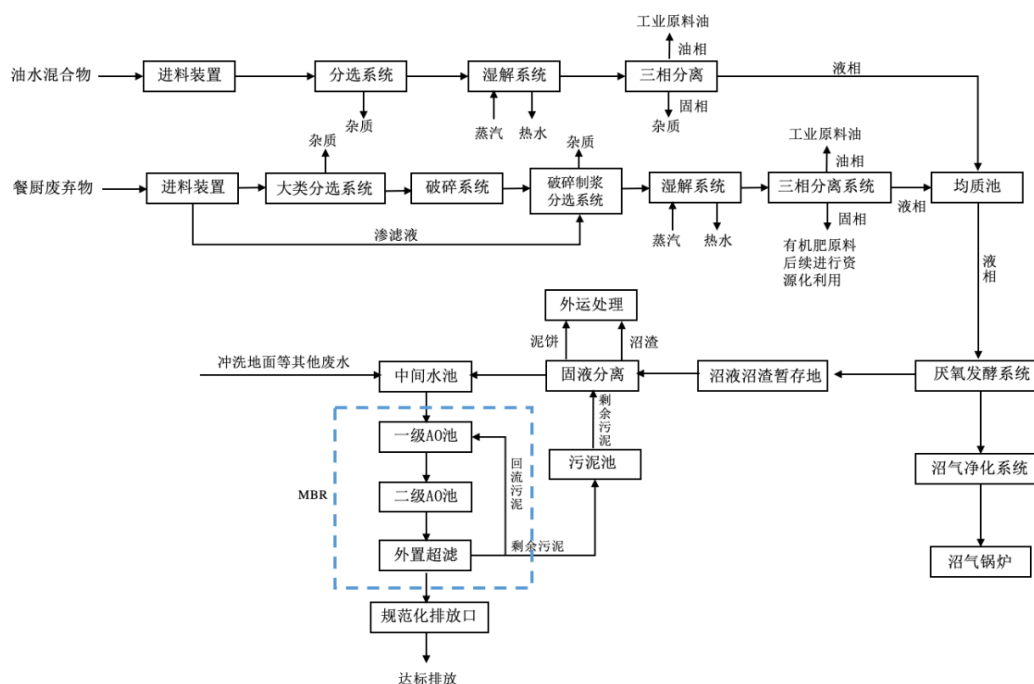 工业原料油
油相
油水混合物
进料装置
分选系统
湿解系统
三相分离
液相
固相
杂质
蒸汽
热水
杂质
杂质
杂质
工业原料油
油相
餐厨废弃物
进料装置
大类分选系统
破碎系统
破碎制浆
分选系统
湿解系统
三相分离系统
液相
均质池
渗滤液
蒸汽
热水
固相
有机肥原料
后续进行资
源化利用
液相
外运处理
泥饼
沼渣
冲洗地面等其他废水
中间水池
固液分离
沼液沼渣暂存地
厌氧发酵系统
剩余污泥
一级AO池
回流污泥
污泥池
沼气净化系统
MBR
二级AO池
外置超滤
剩余污泥
沼气锅炉
规范化排放口
达标排放